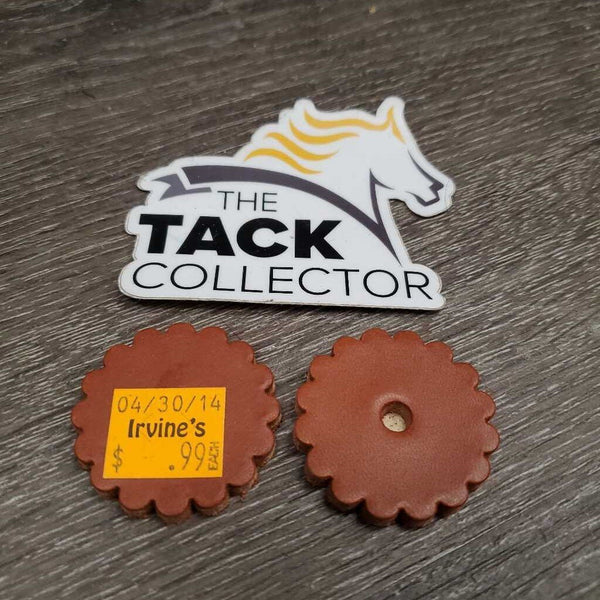 THE
TACK
COLLECTOR
04/30/14
Irvine's
$ .99 EACH